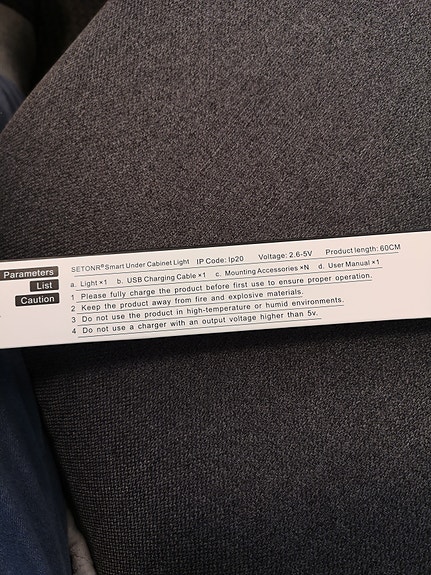 Parameters SETONR® Smart Under Cabinet Light IP Code: Ip20 Voltage: 2.6-5V Product length: 60CM
List a. Light×1 b. USB Charging Cable×1 c. Mounting Accessories×N d. User Manual×1
Caution 1 Please fully charge the product before first use to ensure proper operation.
2 Keep the product away from fire and explosive materials.
3 Do not use the product in high-temperature or humid environments.
4 Do not use a charger with an output voltage higher than 5v.